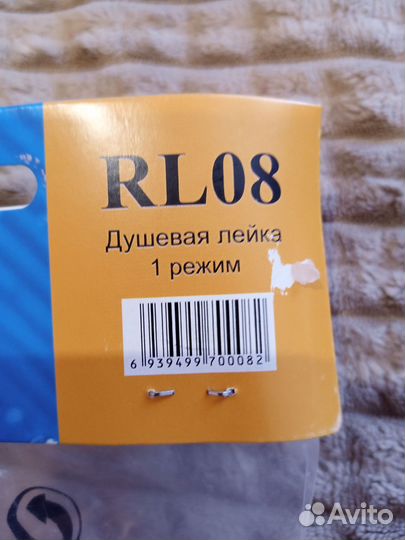 RL08
Душевая лейка
1 режим
6 939499 700082
Avito